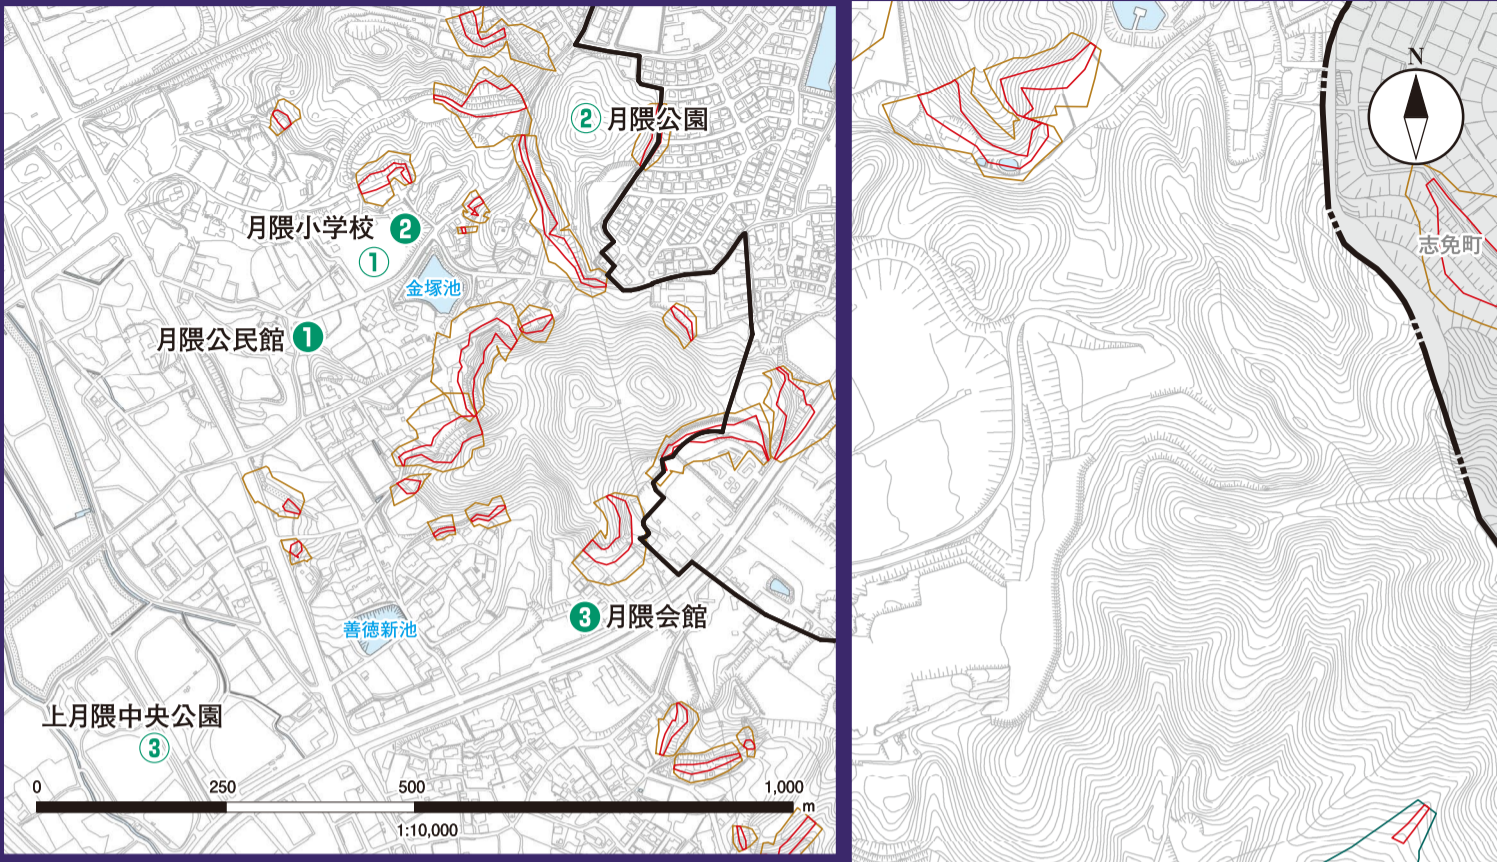 ② 月隈公園
月隈小学校 ❷
①
金塚池
月隈公民館 ❶
❸ 月隈会館
善徳新池
上月隈中央公園
③
0 250 500 1,000
m
1:10,000
N
志免町